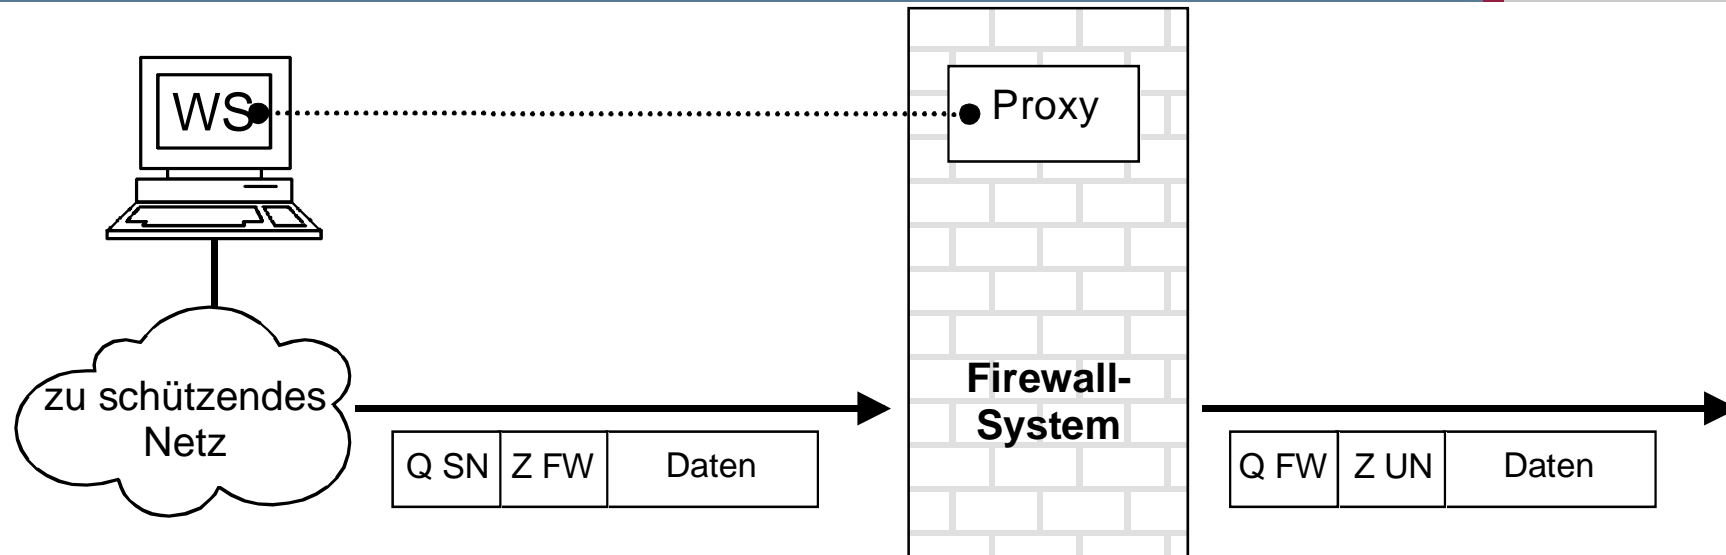 WS
Proxy
Firewall-
System
zu schützendes
Netz
Q SN Z FW Daten
Q FW Z UN Daten